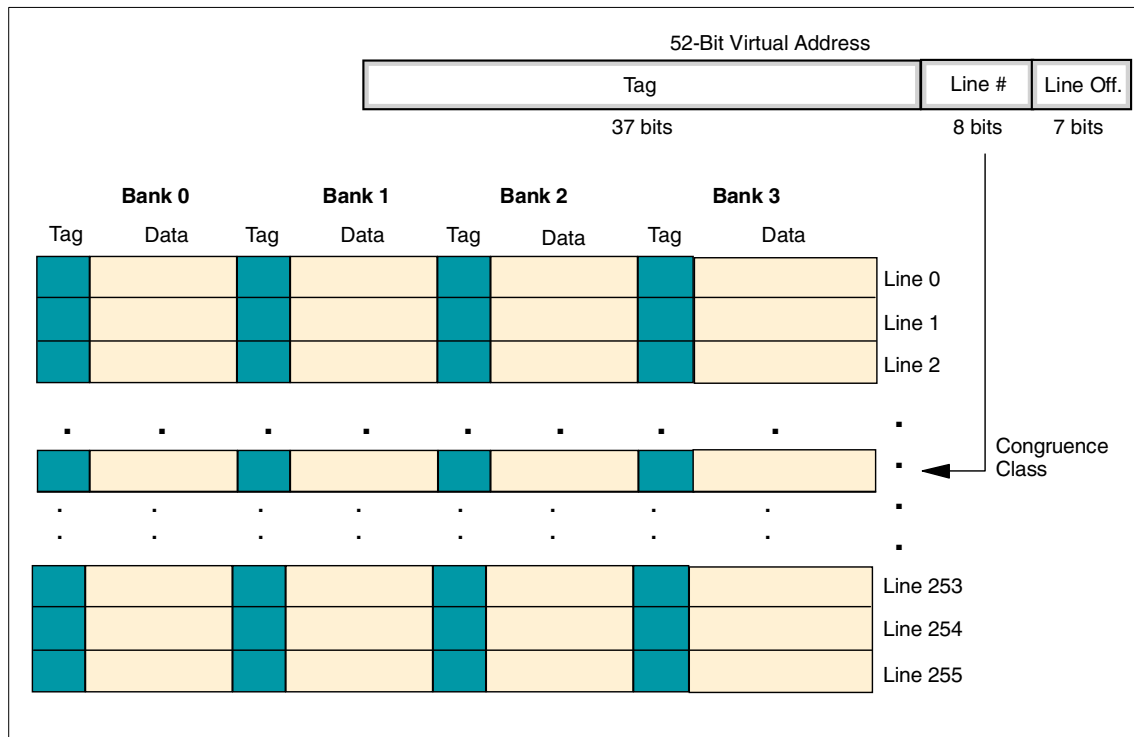 52-Bit Virtual Address
Tag Line # Line Off.
37 bits 8 bits 7 bits
Bank 0 Bank 1 Bank 2 Bank 3
Tag Data Tag Data Tag Data Tag Data
Line 0
Line 1
Line 2
Congruence
Class
Line 253
Line 254
Line 255